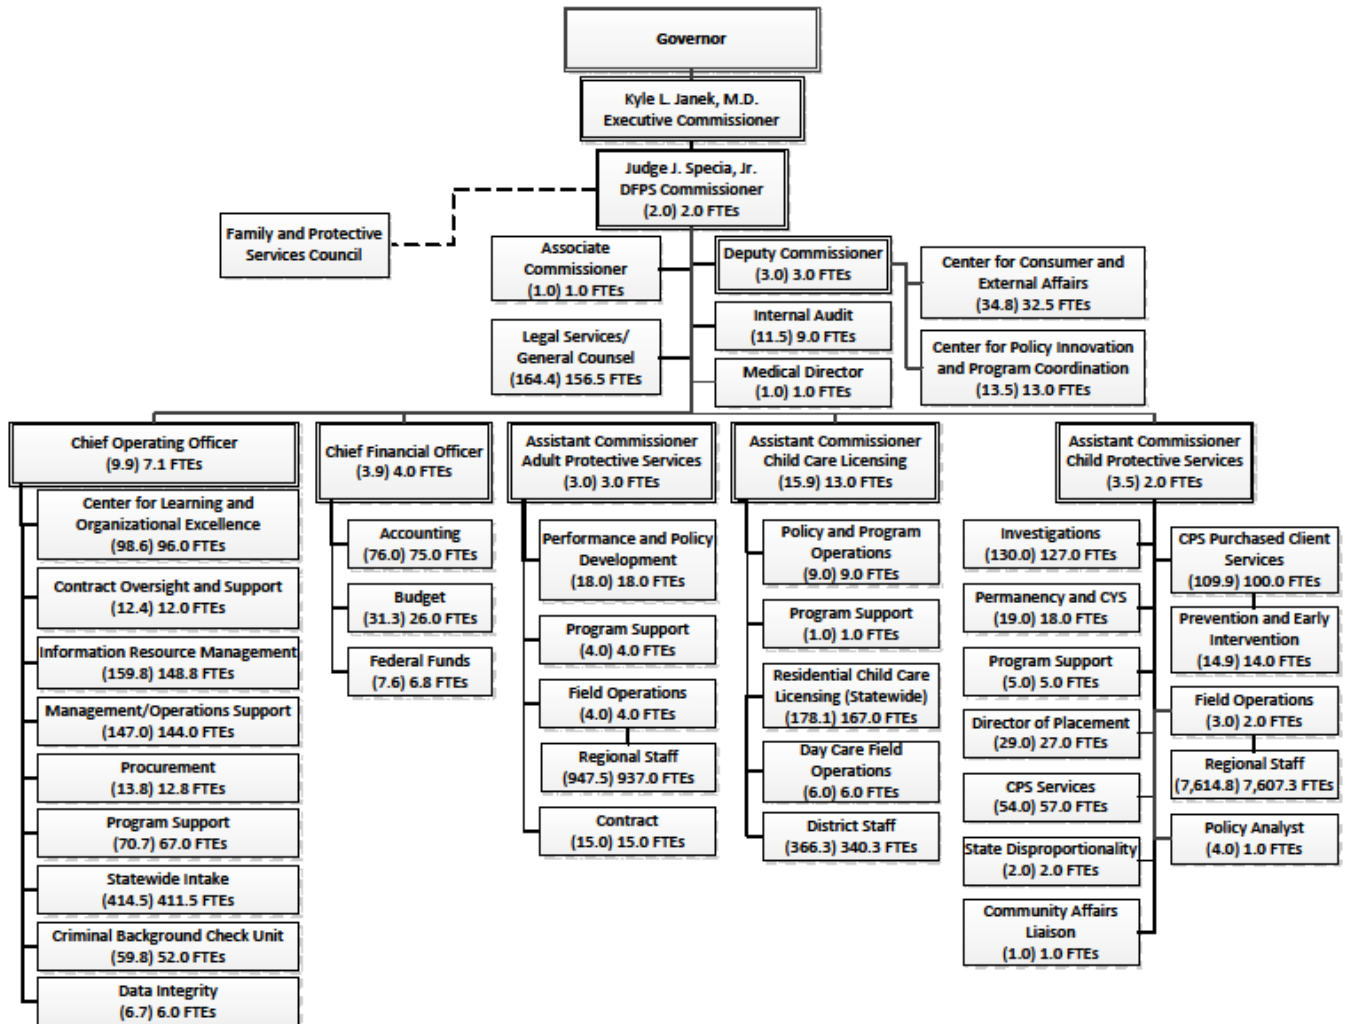 Governor
Kyle L. Janek, M.D.
Executive Commissioner
Judge J. Specia, Jr.
DFPS Commissioner
(2.0) 2.0 FTEs
Family and Protective
Services Council
Associate
Commissioner
(1.0) 1.0 FTEs
Deputy Commissioner
(3.0) 3.0 FTEs
Center for Consumer and
External Affairs
(34.8) 32.5 FTEs
Legal Services/
General Counsel
(164.4) 156.5 FTEs
Internal Audit
(11.5) 9.0 FTEs
Center for Policy Innovation
and Program Coordination
(13.5) 13.0 FTEs
Medical Director
(1.0) 1.0 FTEs
Chief Operating Officer
(9.9) 7.1 FTEs
Center for Learning and
Organizational Excellence
(98.6) 96.0 FTEs
Contract Oversight and Support
(12.4) 12.0 FTEs
Information Resource Management
(159.8) 148.8 FTEs
Management/Operations Support
(147.0) 144.0 FTEs
Procurement
(13.8) 12.8 FTEs
Program Support
(70.7) 67.0 FTEs
Statewide Intake
(414.5) 411.5 FTEs
Criminal Background Check Unit
(59.8) 52.0 FTEs
Data Integrity
(6.7) 6.0 FTEs
Chief Financial Officer
(3.9) 4.0 FTEs
Accounting
(76.0) 75.0 FTEs
Budget
(31.3) 26.0 FTEs
Federal Funds
(7.6) 6.8 FTEs
Assistant Commissioner
Adult Protective Services
(3.0) 3.0 FTEs
Performance and Policy
Development
(18.0) 18.0 FTEs
Program Support
(4.0) 4.0 FTEs
Field Operations
(4.0) 4.0 FTEs
Regional Staff
(947.5) 937.0 FTEs
Contract
(15.0) 15.0 FTEs
Assistant Commissioner
Child Care Licensing
(15.9) 13.0 FTEs
Policy and Program
Operations
(9.0) 9.0 FTEs
Program Support
(1.0) 1.0 FTEs
Residential Child Care
Licensing (Statewide)
(178.1) 167.0 FTEs
Day Care Field
Operations
(6.0) 6.0 FTEs
District Staff
(366.3) 340.3 FTEs
Assistant Commissioner
Child Protective Services
(3.5) 2.0 FTEs
Investigations
(130.0) 127.0 FTEs
Permanency and CYS
(19.0) 18.0 FTEs
Program Support
(5.0) 5.0 FTEs
Director of Placement
(29.0) 27.0 FTEs
CPS Services
(54.0) 57.0 FTEs
State Disproportionality
(2.0) 2.0 FTEs
Community Affairs
Liaison
(1.0) 1.0 FTEs
CPS Purchased Client
Services
(109.9) 100.0 FTEs
Prevention and Early
Intervention
(14.9) 14.0 FTEs
Field Operations
(3.0) 2.0 FTEs
Regional Staff
(7,614.8) 7,607.3 FTEs
Policy Analyst
(4.0) 1.0 FTEs